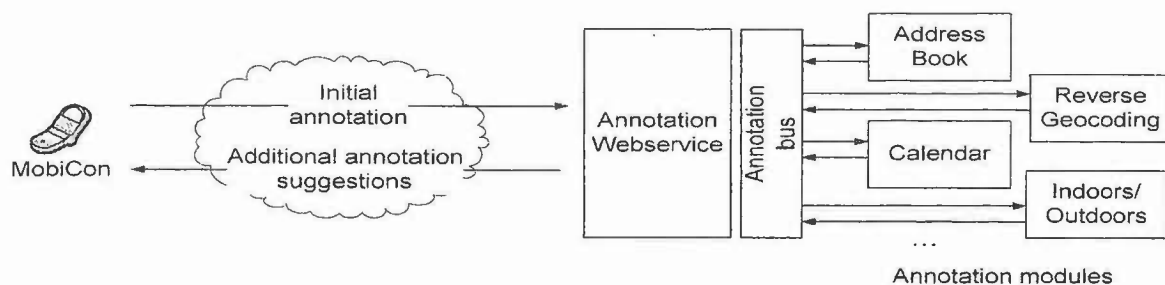 MobiCon
Initial
annotation
Additional annotation
suggestions
Annotation
Webservice
Annotation
bus
Address
Book
Reverse
Geocoding
Calendar
Indoors/
Outdoors
...
Annotation modules